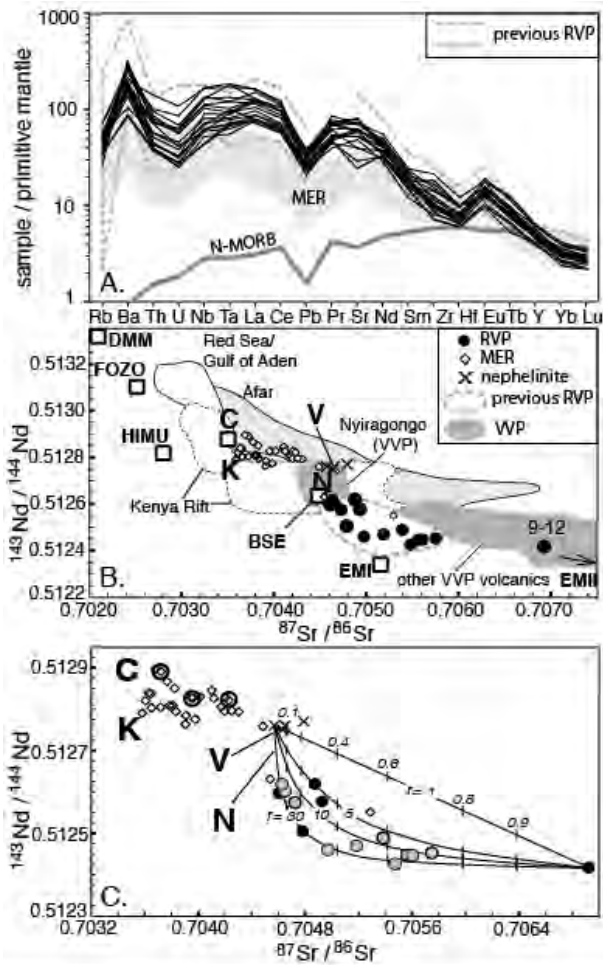 1000
100
10
1
sample / primitive mantle
previous RVP
MER
N-MORB
A.
Rb Ba Th U Nb Ta La Ce Pb Pr Sr Nd Sm Zr Hf Eu Tb Y Yb Lu
DMM
Red Sea/
Gulf of Aden
FOZO
Afar
C
HIMU
K
V
Nyiragongo
(VVP)
N
Kenya Rift
BSE
EMI
9-12
other VVP volcanics
EMII
RVP
MER
nephelinite
previous RVP
VVP
B.
0.5132
0.5130
0.5128
0.5126
0.5124
0.5122
143Nd / 144Nd
0.7020 0.7030 0.7040 0.7050 0.7060 0.7070
87Sr / 86Sr
C
K
V
N
0.1
0.4
0.6
r= 1
0.8
0.9
r= 30 10 5
C.
0.5129
0.5127
0.5125
0.5123
143Nd / 144Nd
0.7032 0.7040 0.7048 0.7056 0.7064
87Sr / 86Sr